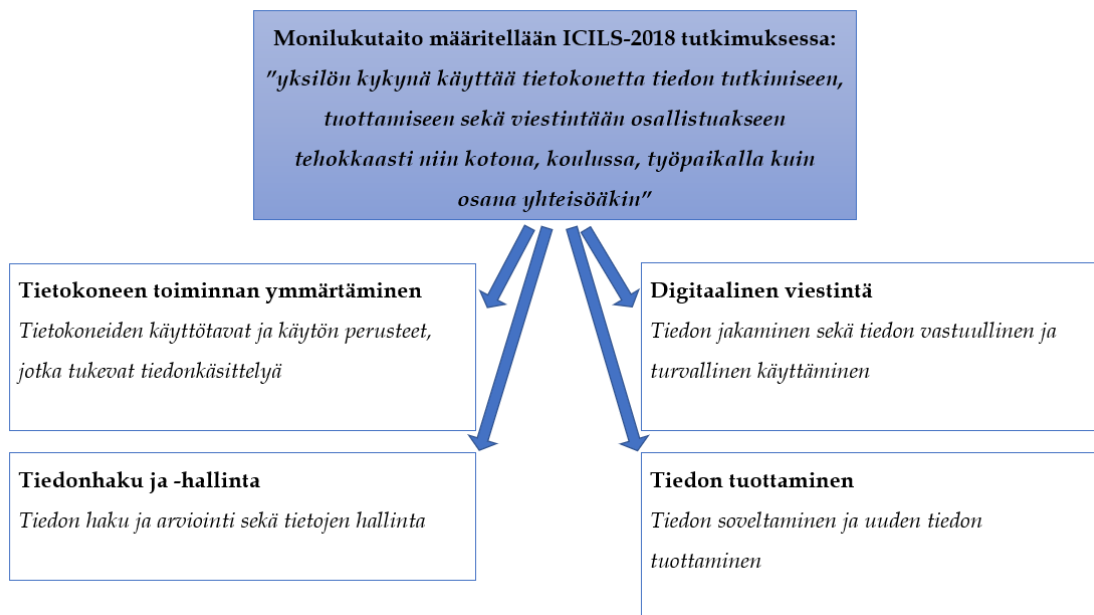 Monilukutaito määritellään ICILS-2018 tutkimuksessa:
"yksilön kykynä käyttää tietokonetta tiedon tutkimiseen,
tuottamiseen sekä viestintään osallistuakseen
tehokkaasti niin kotona, koulussa, työpaikalla kuin
osana yhteisöäkin"
Tietokoneen toiminnan ymmärtäminen
Tietokoneiden käyttötavat ja käytön perusteet,
jotka tukevat tiedonkäsittelyä
Digitaalinen viestintä
Tiedon jakaminen sekä tiedon vastuullinen ja
turvallinen käyttäminen
Tiedonhaku ja -hallinta
Tiedon haku ja arviointi sekä tietojen hallinta
Tiedon tuottaminen
Tiedon soveltaminen ja uuden tiedon
tuottaminen